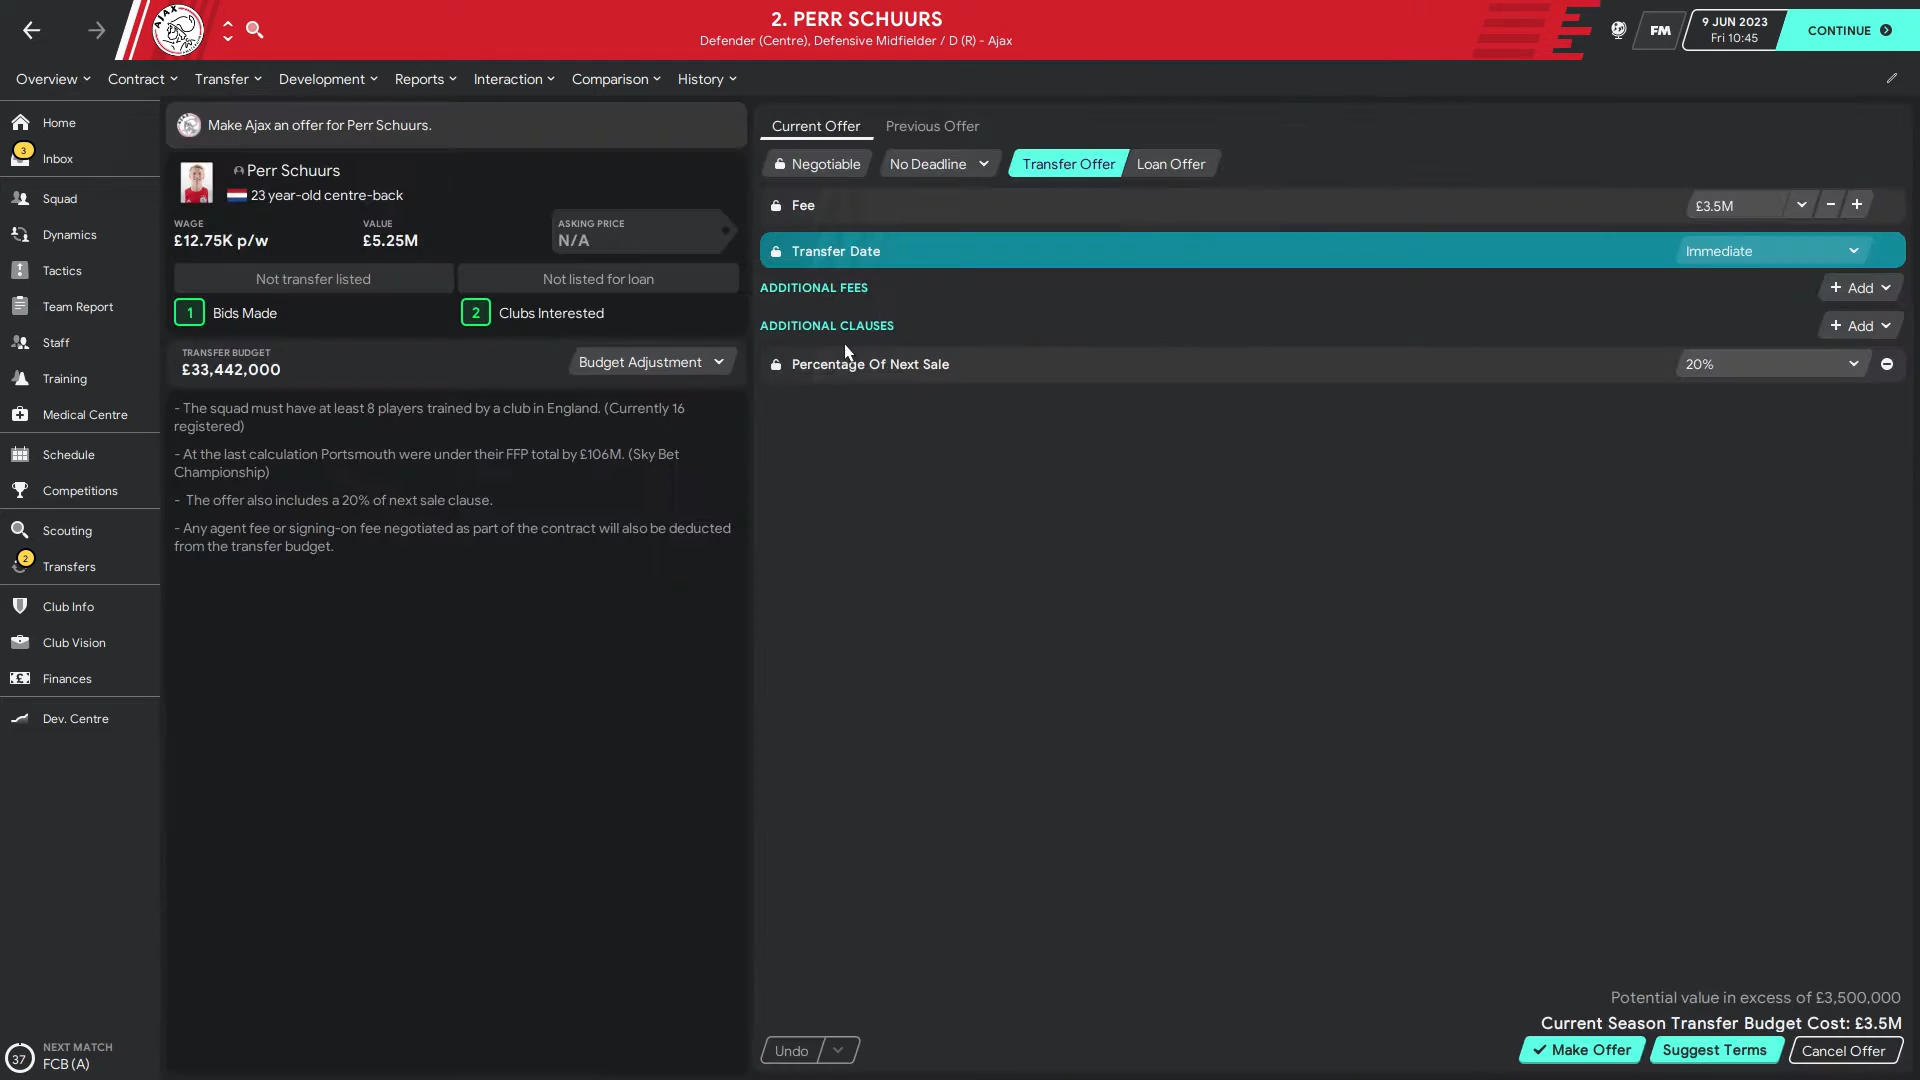 AJAX
2. PERR SCHUURS
Defender (Centre), Defensive Midfielder / D (R) - Ajax
FM
9 JUN 2023
Fri 10:45
CONTINUE
Overview
Contract
Transfer
Development
Reports
Interaction
Comparison
History
Home
3
Inbox
Squad
Dynamics
Tactics
Team Report
Staff
Training
Medical Centre
Schedule
Competitions
Scouting
2
Transfers
Club Info
Club Vision
Finances
Dev. Centre
37
NEXT MATCH
FCB (A)
Make Ajax an offer for Perr Schuurs.
Perr Schuurs
23 year-old centre-back
WAGE
£12.75K p/w
VALUE
£5.25M
ASKING PRICE
N/A
Not transfer listed
Not listed for loan
1 Bids Made
2 Clubs Interested
TRANSFER BUDGET
£33,442,000
Budget Adjustment
- The squad must have at least 8 players trained by a club in England. (Currently 16
registered)
- At the last calculation Portsmouth were under their FFP total by £106M. (Sky Bet
Championship)
- The offer also includes a 20% of next sale clause.
- Any agent fee or signing-on fee negotiated as part of the contract will also be deducted
from the transfer budget.
Current Offer
Previous Offer
Negotiable
No Deadline
Transfer Offer
Loan Offer
Fee
£3.5M
Transfer Date
Immediate
ADDITIONAL FEES
+ Add
ADDITIONAL CLAUSES
+ Add
Percentage Of Next Sale
20%
Potential value in excess of £3,500,000
Current Season Transfer Budget Cost: £3.5M
Undo
Make Offer
Suggest Terms
Cancel Offer